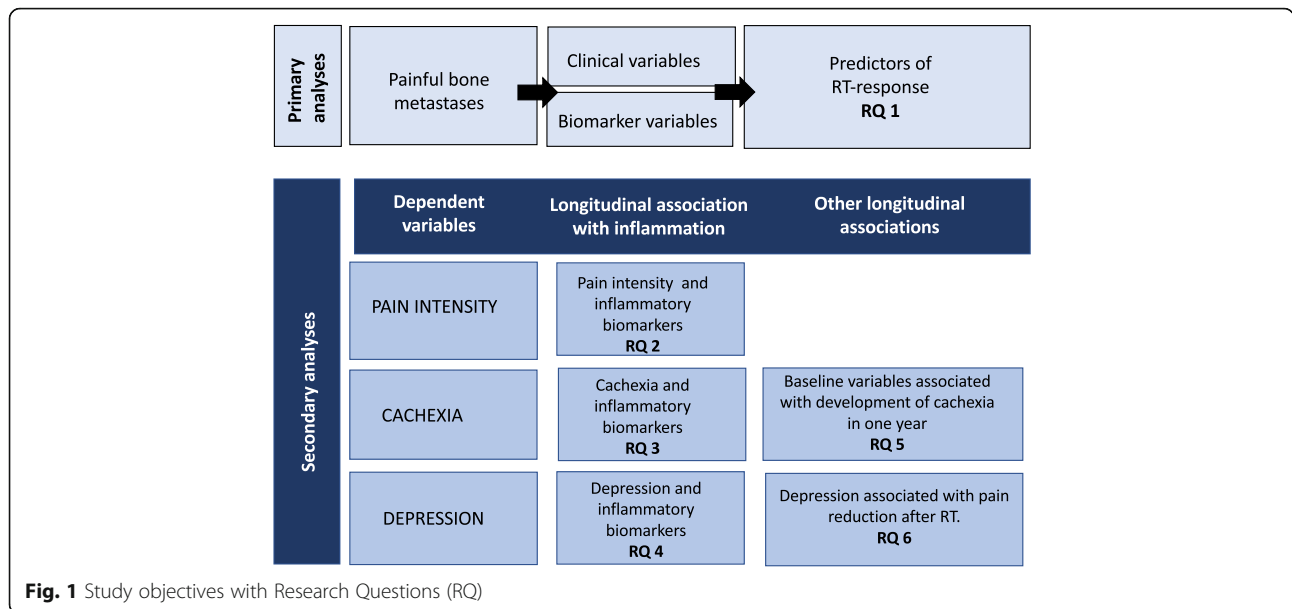 Primary
analyses
Painful bone
metastases
Clinical variables
Biomarker variables
Predictors of
RT-response
RQ 1
Secondary analyses
Dependent
variables
Longitudinal association
with inflammation
Other longitudinal
associations
PAIN INTENSITY
Pain intensity and
inflammatory
biomarkers
RQ 2
CACHEXIA
Cachexia and
inflammatory
biomarkers
RQ 3
Baseline variables associated
with development of cachexia
in one year
RQ 5
DEPRESSION
Depression and
inflammatory
biomarkers
RQ 4
Depression associated with pain
reduction after RT.
RQ 6
Fig. 1 Study objectives with Research Questions (RQ)